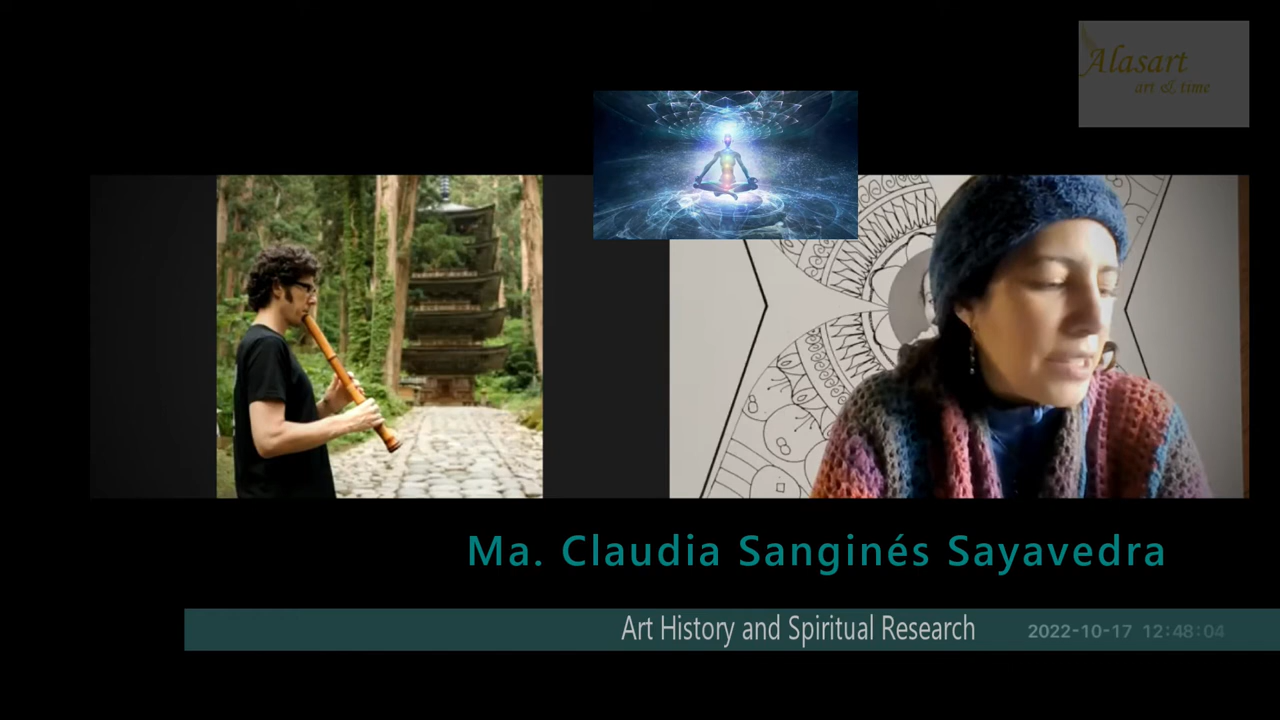 Alasart
art & time
Ma. Claudia Sanginés Sayavedra
Art History and Spiritual Research
2022-10-17 12:48:04